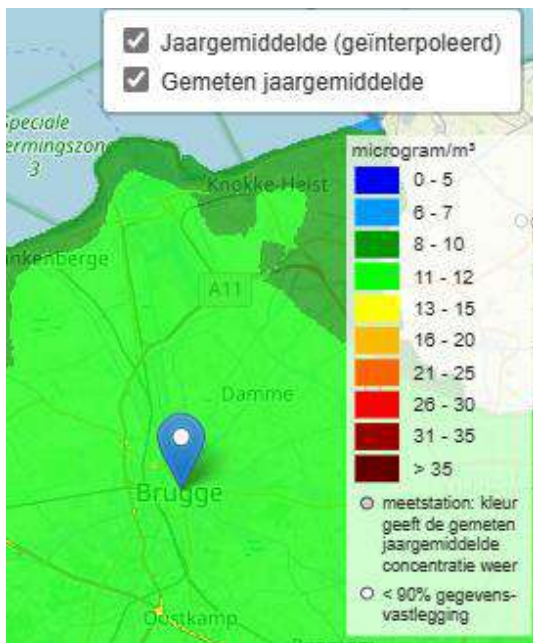 Jaargemiddelde (geïnterpoleerd)
Gemeten jaargemiddelde
Speciale
ermingszon
3
Knokke-Heist
ankenberge
A11
Damme
Brugge
Oostkamp
microgram/m³
0 - 5
6 - 7
8 - 10
11 - 12
13 - 15
16 - 20
21 - 25
26 - 30
31 - 35
> 35
meetstation: kleur
geeft de gemeten
jaargemiddelde
concentratie weer
< 90% gegevens-
vastlegging